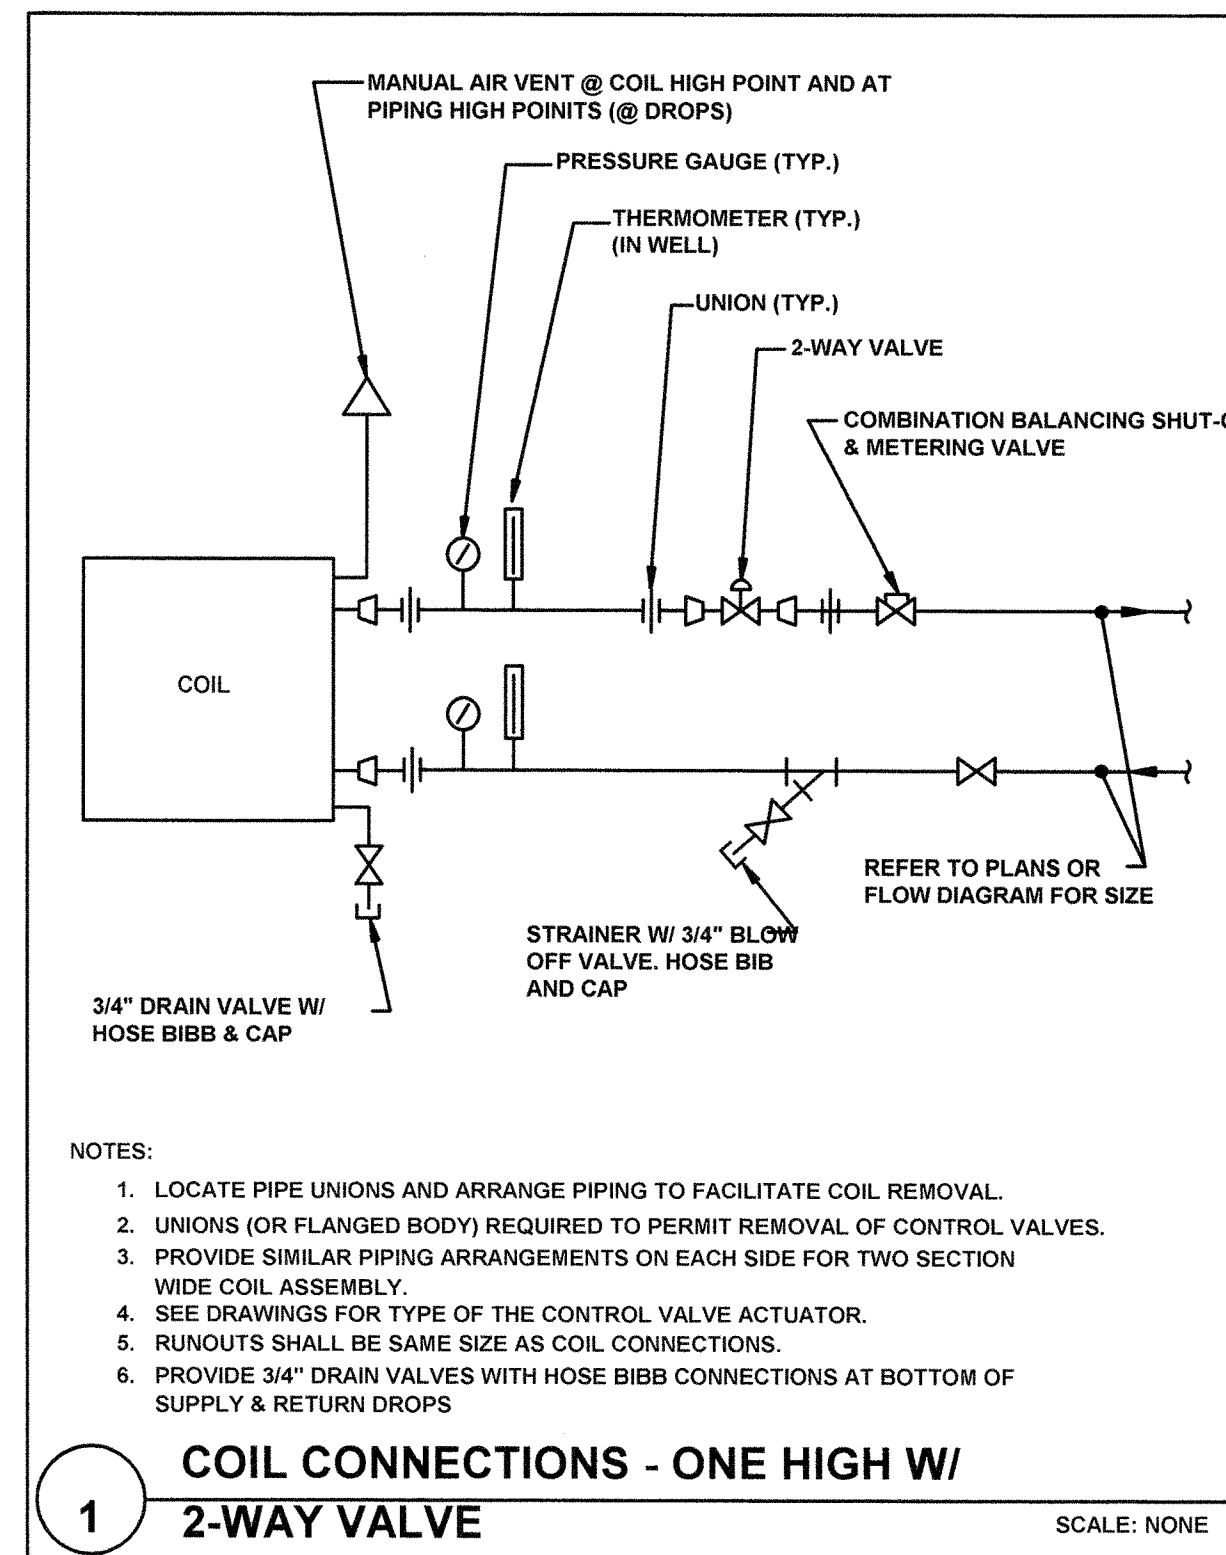 MANUAL AIR VENT @ COIL HIGH POINT AND AT
PIPING HIGH POINITS (@ DROPS)
PRESSURE GAUGE (TYP.)
THERMOMETER (TYP.)
(IN WELL)
UNION (TYP.)
2-WAY VALVE
COMBINATION BALANCING SHUT-
& METERING VALVE
COIL
REFER TO PLANS OR
FLOW DIAGRAM FOR SIZE
STRAINER W/ 3/4" BLOW
OFF VALVE. HOSE BIB
AND CAP
3/4" DRAIN VALVE W/
HOSE BIBB & CAP
NOTES:
1. LOCATE PIPE UNIONS AND ARRANGE PIPING TO FACILITATE COIL REMOVAL.
2. UNIONS (OR FLANGED BODY) REQUIRED TO PERMIT REMOVAL OF CONTROL VALVES.
3. PROVIDE SIMILAR PIPING ARRANGEMENTS ON EACH SIDE FOR TWO SECTION
WIDE COIL ASSEMBLY.
4. SEE DRAWINGS FOR TYPE OF THE CONTROL VALVE ACTUATOR.
5. RUNOUTS SHALL BE SAME SIZE AS COIL CONNECTIONS.
6. PROVIDE 3/4" DRAIN VALVES WITH HOSE BIBB CONNECTIONS AT BOTTOM OF
SUPPLY & RETURN DROPS
COIL CONNECTIONS - ONE HIGH W/
1
2-WAY VALVE
SCALE: NONE